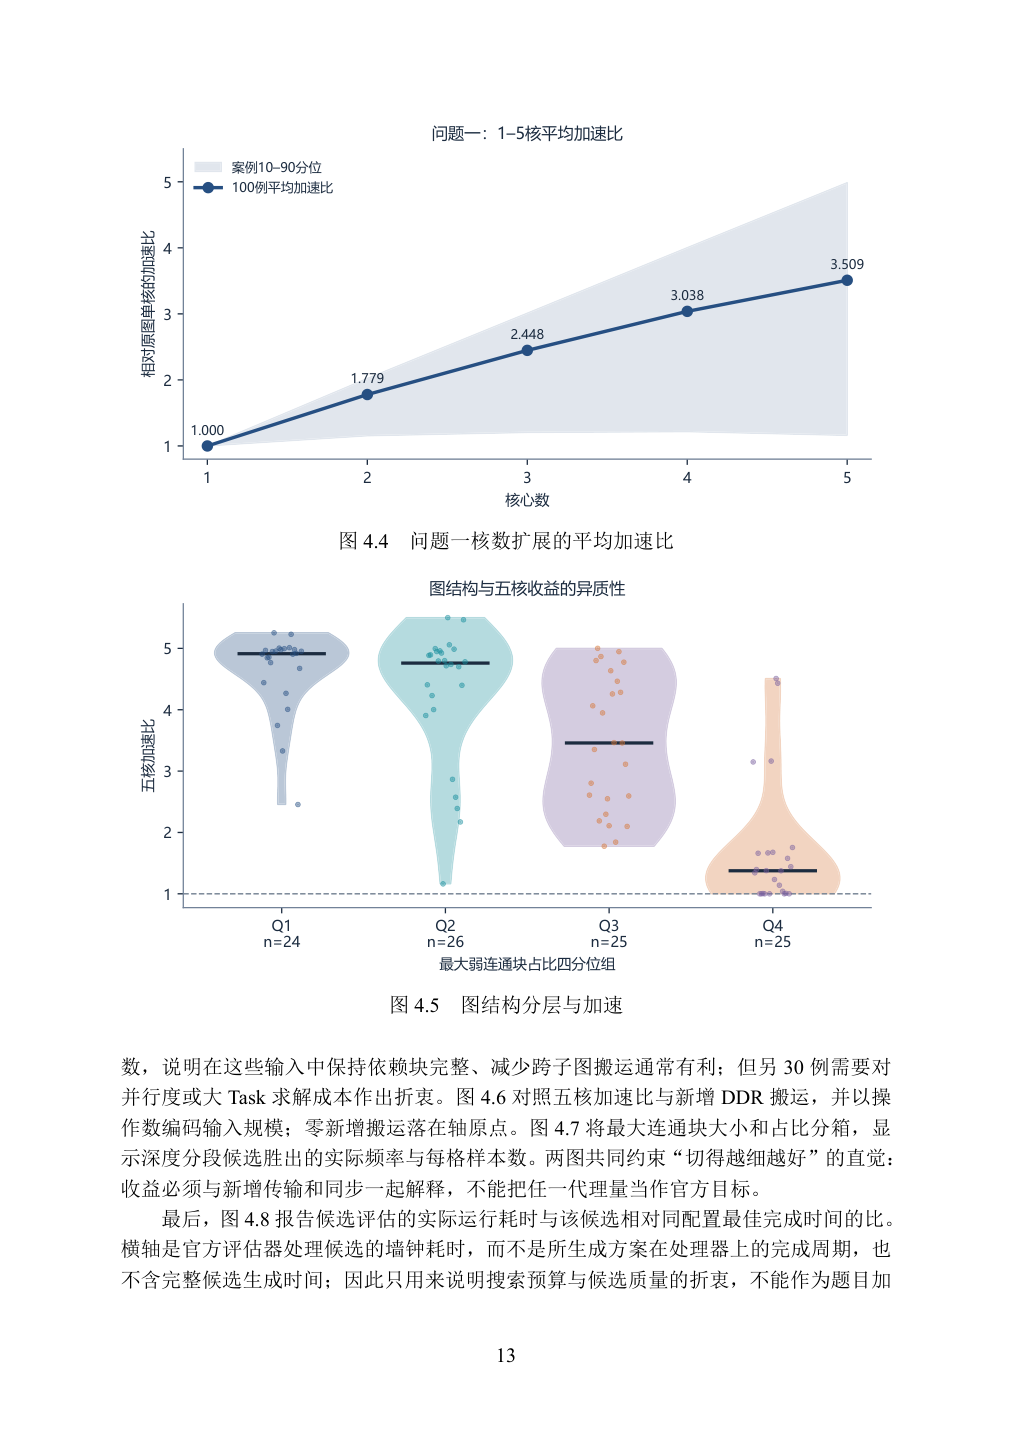 问题一：1–5核平均加速比
案例10–90分位
100例平均加速比
相对原图单核的加速比
5
4
3
2
1
1.000
1.779
2.448
3.038
3.509
1 2 3 4 5
核心数
图 4.4 问题一核数扩展的平均加速比
图结构与五核收益的异质性
五核加速比
5
4
3
2
1
Q1 Q2 Q3 Q4
n=24 n=26 n=25 n=25
最大弱连通块占比四分位组
图 4.5 图结构分层与加速
数，说明在这些输入中保持依赖块完整、减少跨子图搬运通常有利；但另 30 例需要对
并行度或大 Task 求解成本作出折衷。图 4.6 对照五核加速比与新增 DDR 搬运，并以操
作数编码输入规模；零新增搬运落在轴原点。图 4.7 将最大连通块大小和占比分箱，显
示深度分段候选胜出的实际频率与每格样本数。两图共同约束“切得越细越好”的直觉：
收益必须与新增传输和同步一起解释，不能把任一代理量当作官方目标。
最后，图 4.8 报告候选评估的实际运行耗时与该候选相对同配置最佳完成时间的比。
横轴是官方评估器处理候选的墙钟耗时，而不是所生成方案在处理器上的完成周期，也
不含完整候选生成时间；因此只用来说明搜索预算与候选质量的折衷，不能作为题目加
13